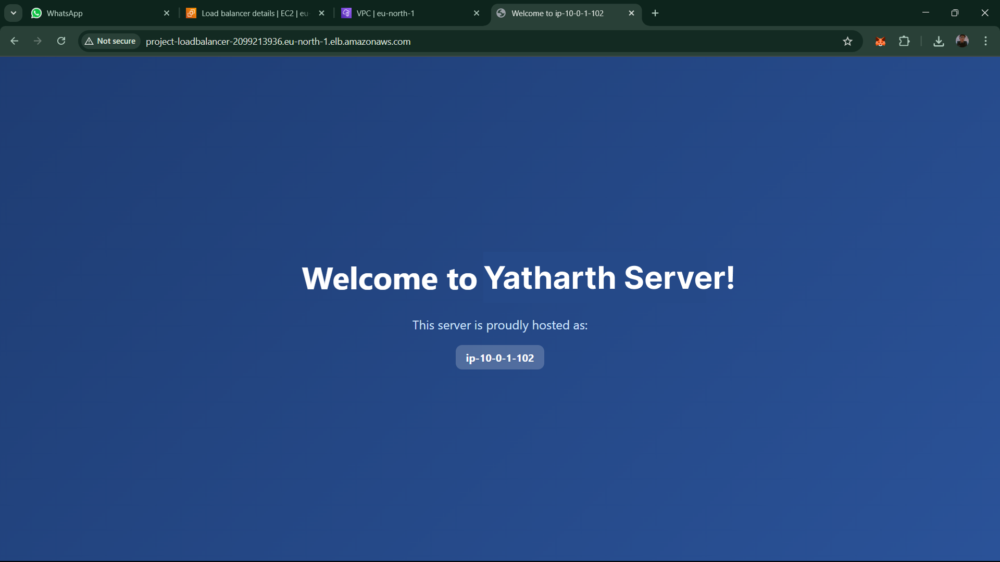 WhatsApp
Load balancer details | EC2 | eu-
VPC | eu-north-1
Welcome to ip-10-0-1-102
Not secure
project-loadbalancer-2099213936.eu-north-1.elb.amazonaws.com
Welcome to Yatharth Server!
This server is proudly hosted as:
ip-10-0-1-102